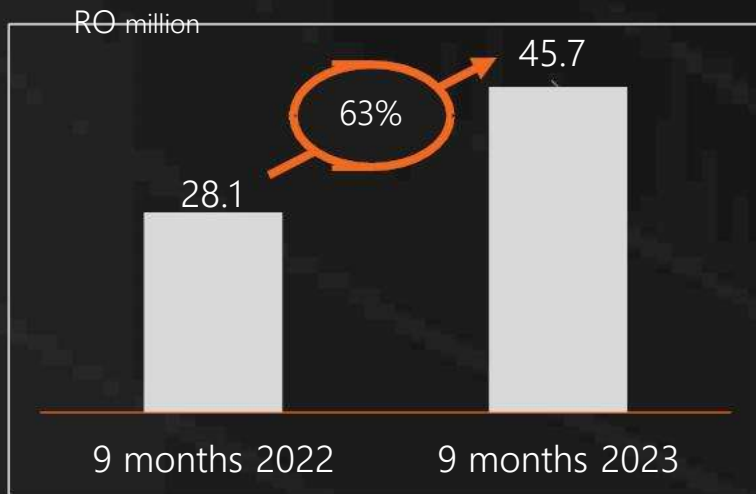 RO million
45.7
63%
28.1
9 months 2022
9 months 2023